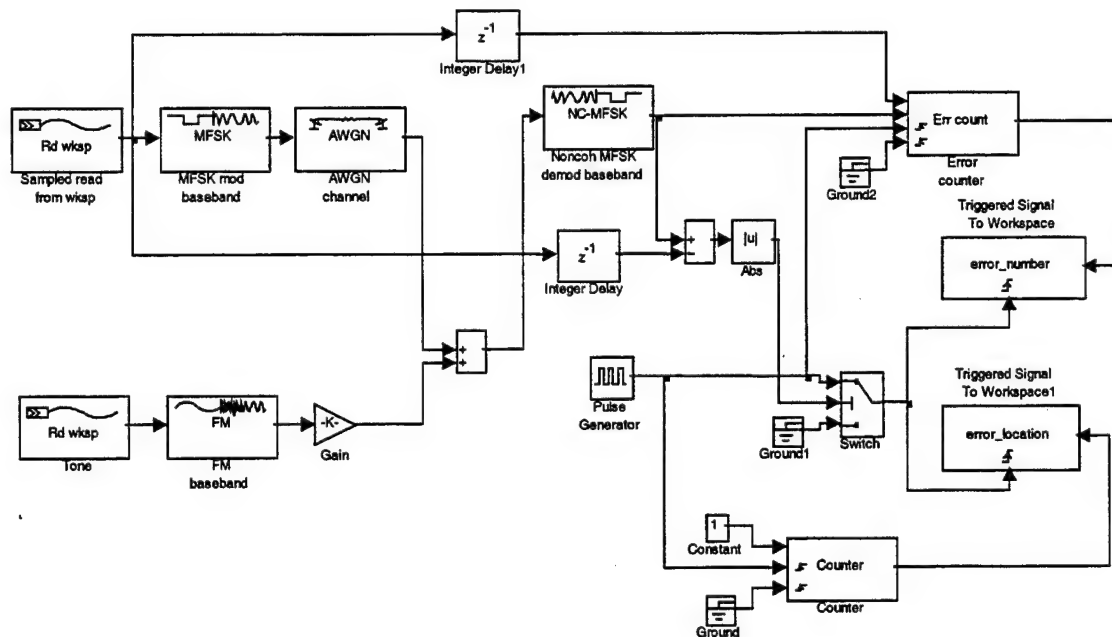 z-1
Integer Delay1
Rd wksp
Sampled read
from wksp
MFSK
MFSK mod
baseband
AWGN
AWGN
channel
NC-MFSK
Noncoh MFSK
demod baseband
Err count
Error
counter
Ground2
z-1
Integer Delay
+
−
|u|
Abs
Triggered Signal
To Workspace
error_number
+
+
Pulse
Generator
Ground1
Switch
Triggered Signal
To Workspace1
error_location
Rd wksp
Tone
FM
FM
baseband
-K-
Gain
1
Constant
Counter
Counter
Ground